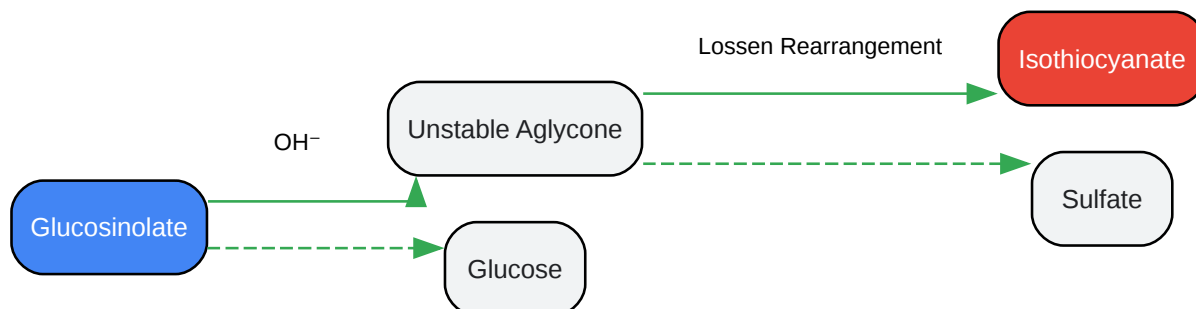 Lossen Rearrangement
Isothiocyanate
OH⁻
Unstable Aglycone
Sulfate
Glucosinolate
Glucose